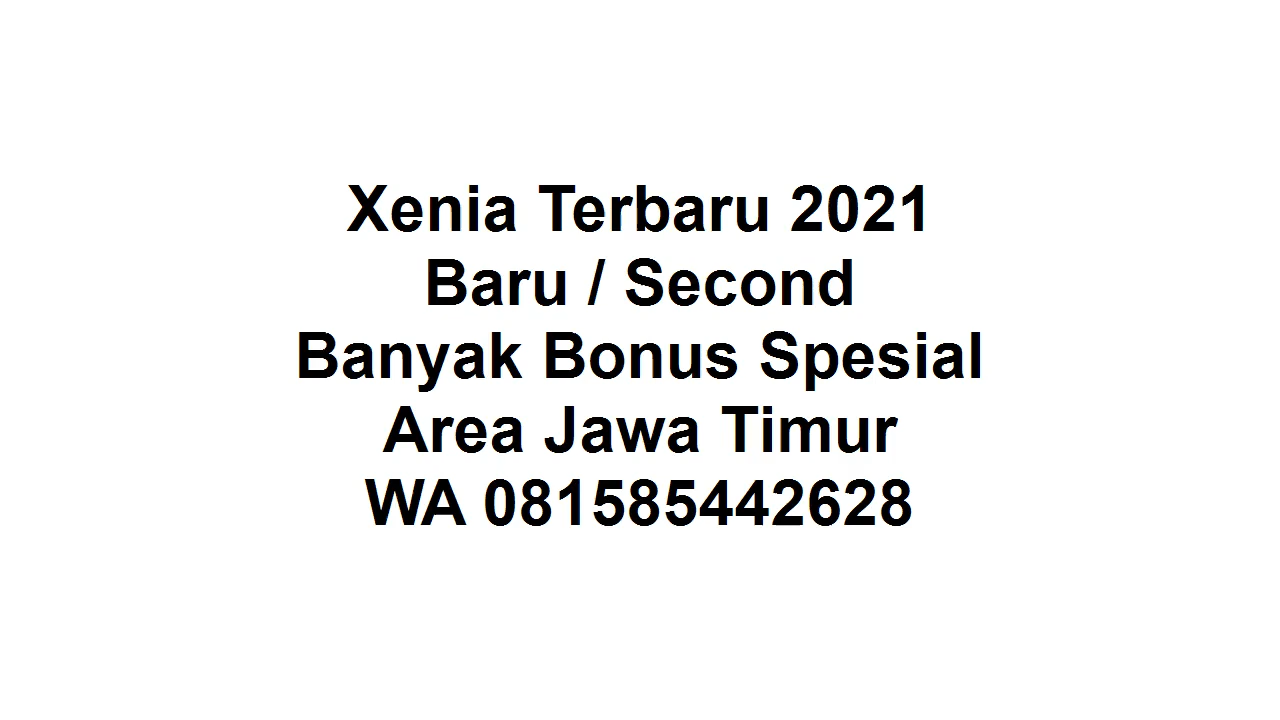 Xenia Terbaru 2021
Baru / Second
Banyak Bonus Spesial
Area Jawa Timur
WA 081585442628